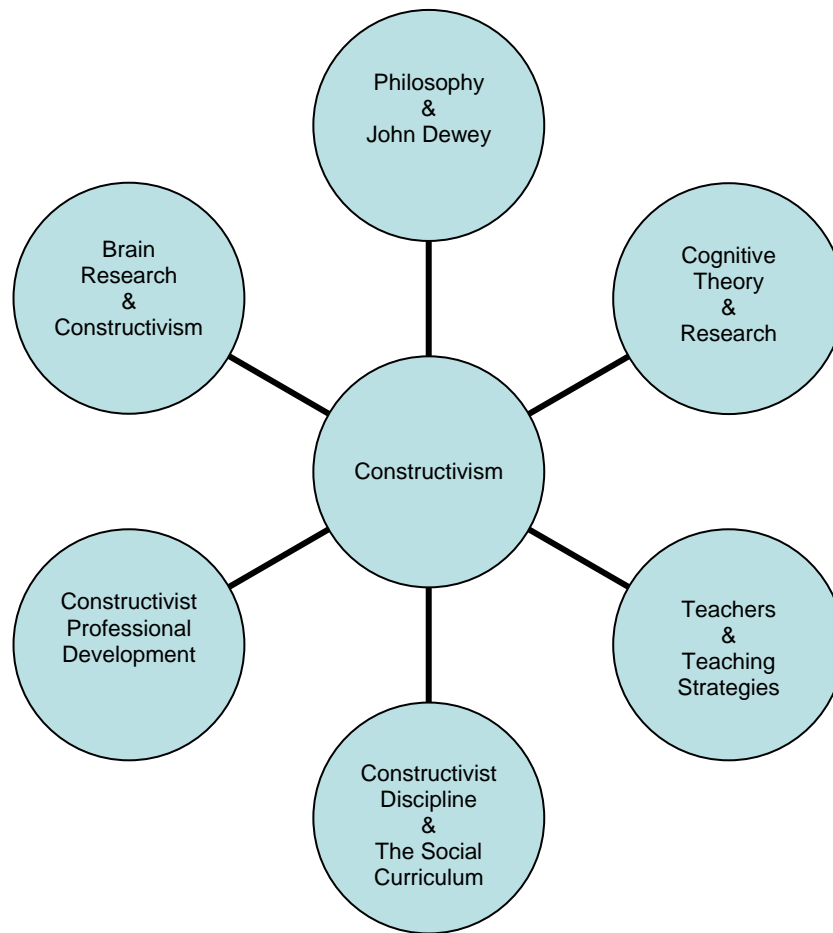 Philosophy
&
John Dewey
Brain
Research
&
Constructivism
Cognitive
Theory
&
Research
Constructivism
Constructivist
Professional
Development
Teachers
&
Teaching
Strategies
Constructivist
Discipline
&
The Social
Curriculum